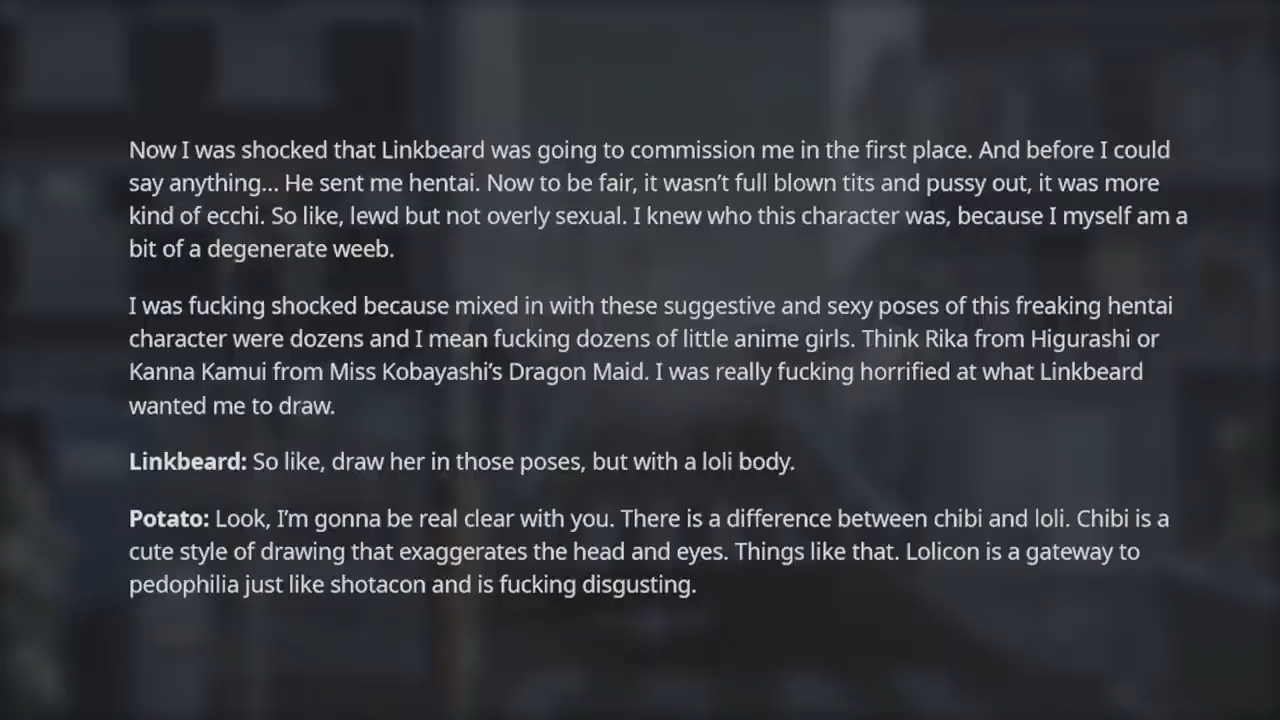 Now I was shocked that Linkbeard was going to commission me in the first place. And before I could
say anything... He sent me hentai. Now to be fair, it wasn’t full blown tits and pussy out, it was more
kind of ecchi. So like, lewd but not overly sexual. I knew who this character was, because I myself am a
bit of a degenerate weeb.
I was fucking shocked because mixed in with these suggestive and sexy poses of this freaking hentai
character were dozens and I mean fucking dozens of little anime girls. Think Rika from Higurashi or
Kanna Kamui from Miss Kobayashi’s Dragon Maid. I was really fucking horrified at what Linkbeard
wanted me to draw.
Linkbeard: So like, draw her in those poses, but with a loli body.
Potato: Look, I’m gonna be real clear with you. There is a difference between chibi and loli. Chibi is a
cute style of drawing that exaggerates the head and eyes. Things like that. Lolicon is a gateway to
pedophilia just like shotacon and is fucking disgusting.